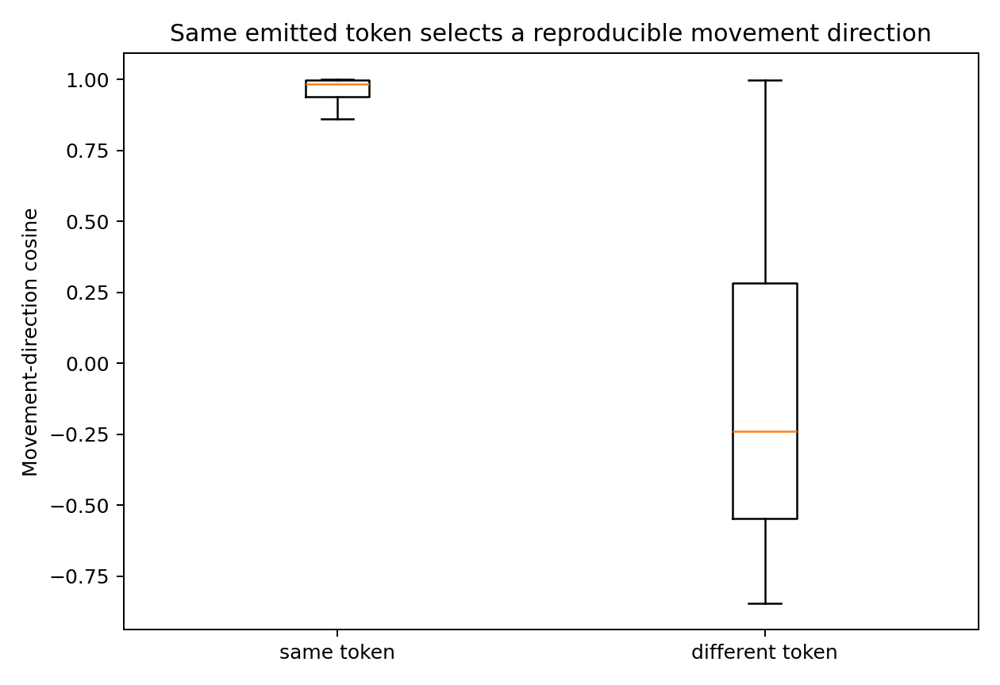 Same emitted token selects a reproducible movement direction
Movement-direction cosine
1.00
0.75
0.50
0.25
0.00
−0.25
−0.50
−0.75
same token
different token